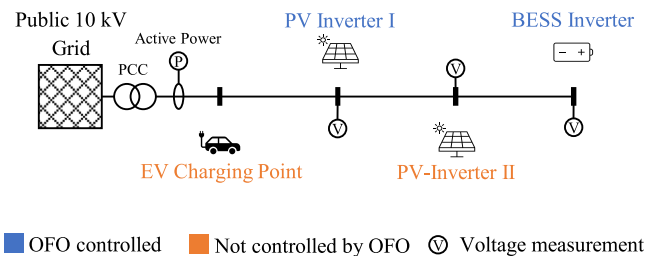 Public 10 kV
Grid
PCC
Active Power
P
PV Inverter I
BESS Inverter
V
V
V
EV Charging Point
PV-Inverter II
OFO controlled
Not controlled by OFO
V Voltage measurement